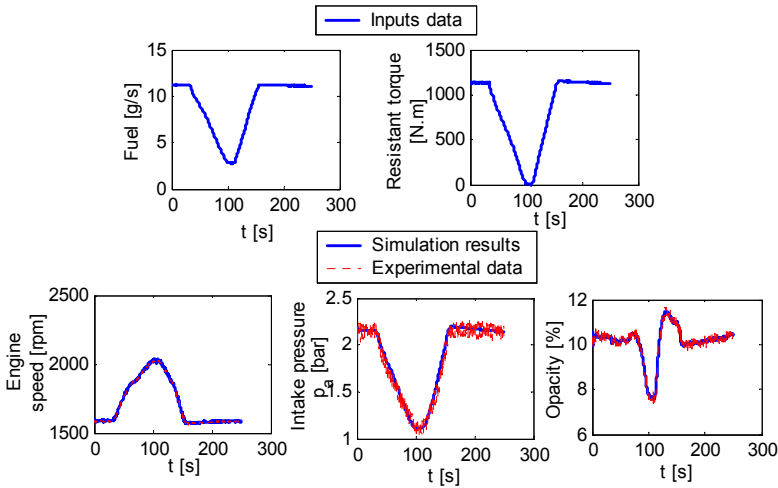 Inputs data
Fuel [g/s]
15
10
5
0
0 100 200 300
t [s]
Resistant torque
[N.m]
1500
1000
500
0
0 100 200 300
t [s]
Simulation results
Experimental data
Engine
speed [rpm]
2500
2000
1500
0 100 200 300
t [s]
Intake pressure
pa [bar]
2.5
2
1.5
1
0 100 200 300
t [s]
Opacity [%]
12
10
8
6
0 100 200 300
t [s]